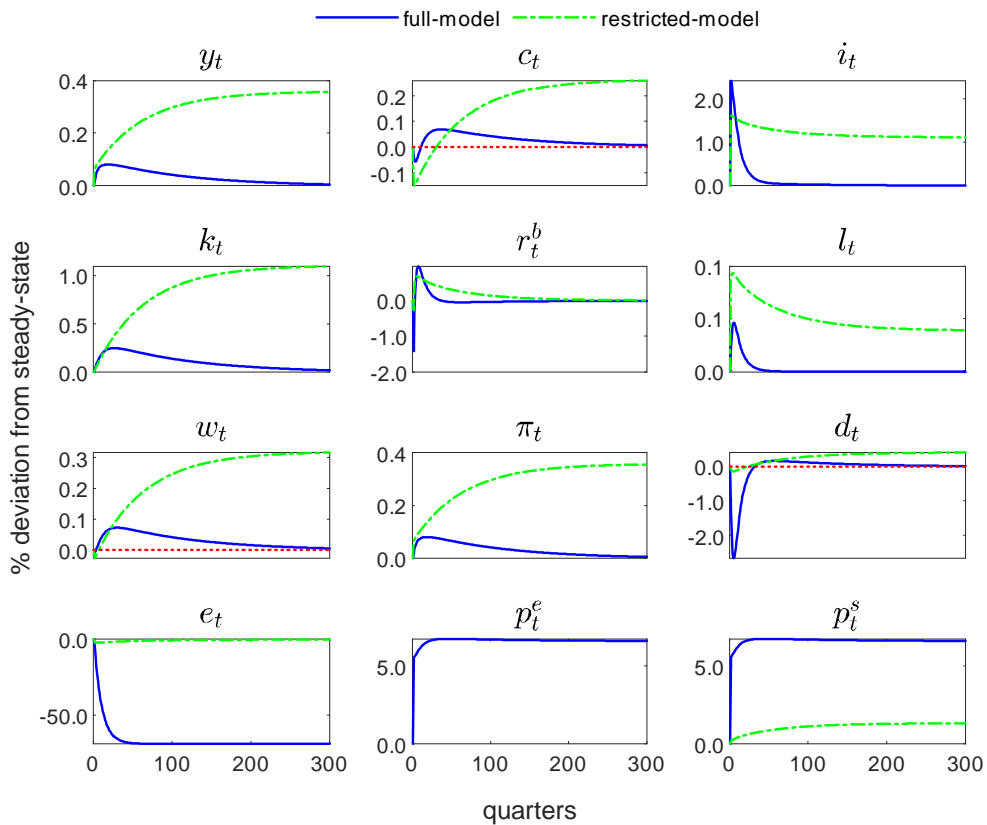 full-model restricted-model
y_t c_t i_t
0.4 0.2 0.0
0.2 0.1 0.0 -0.1
2.0 1.0 0.0
% deviation from steady-state
k_t r_t^b l_t
1.0 0.5 0.0
0.0 -1.0 -2.0
0.1 0.1 0.0
w_t π_t d_t
0.3 0.2 0.1 0.0
0.4 0.2 0.0
0.0 -1.0 -2.0
e_t p_t^e p_t^s
0.0 -50.0
5.0 0.0
5.0 0.0
0 100 200 300 0 100 200 300 0 100 200 300
quarters